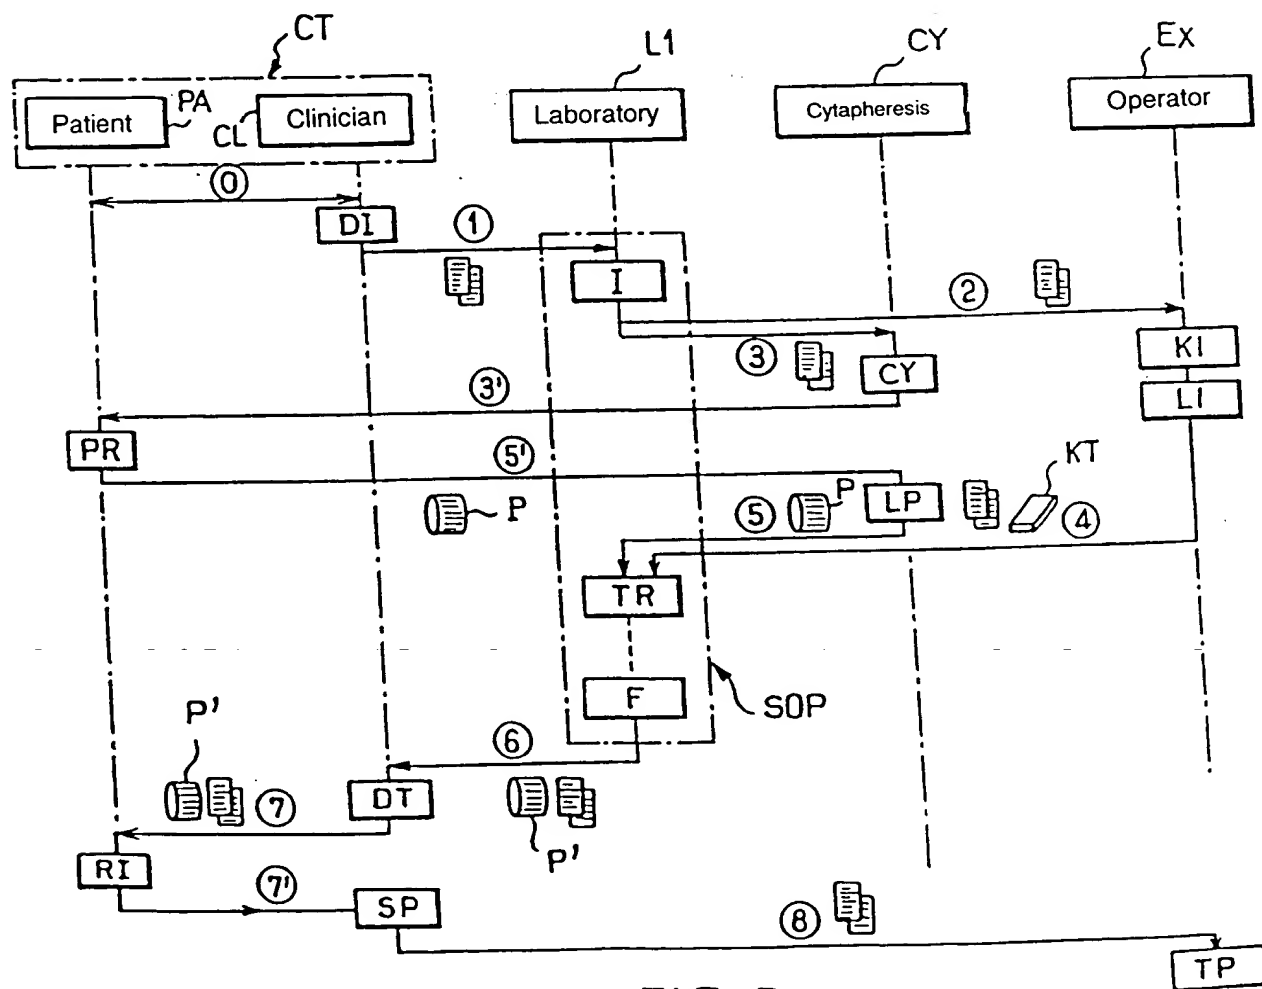 CT
L1
CY
Ex
Patient
PA
CL
Clinician
Laboratory
Cytapheresis
Operator
0
DI
1
I
2
3
CY
KI
LI
3'
PR
5'
P
5
P
LP
KT
4
TR
F
SOP
P'
6
7
DT
P'
RI
7'
SP
8
TP